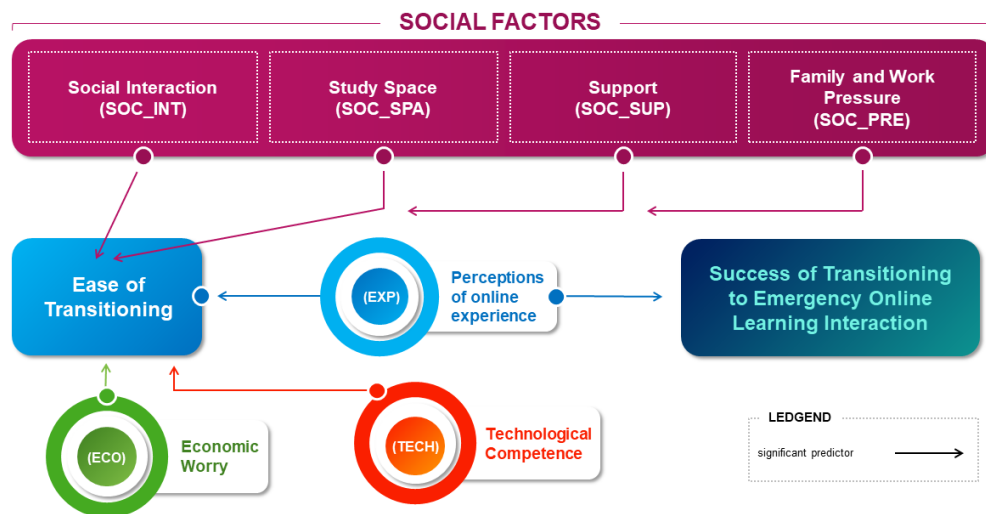 SOCIAL FACTORS
Social Interaction
(SOC_INT)
Study Space
(SOC_SPA)
Support
(SOC_SUP)
Family and Work
Pressure
(SOC_PRE)
Ease of
Transitioning
(EXP)
Perceptions
of online
experience
Success of Transitioning
to Emergency Online
Learning Interaction
(ECO)
Economic
Worry
(TECH)
Technological
Competence
LEDGEND
significant predictor